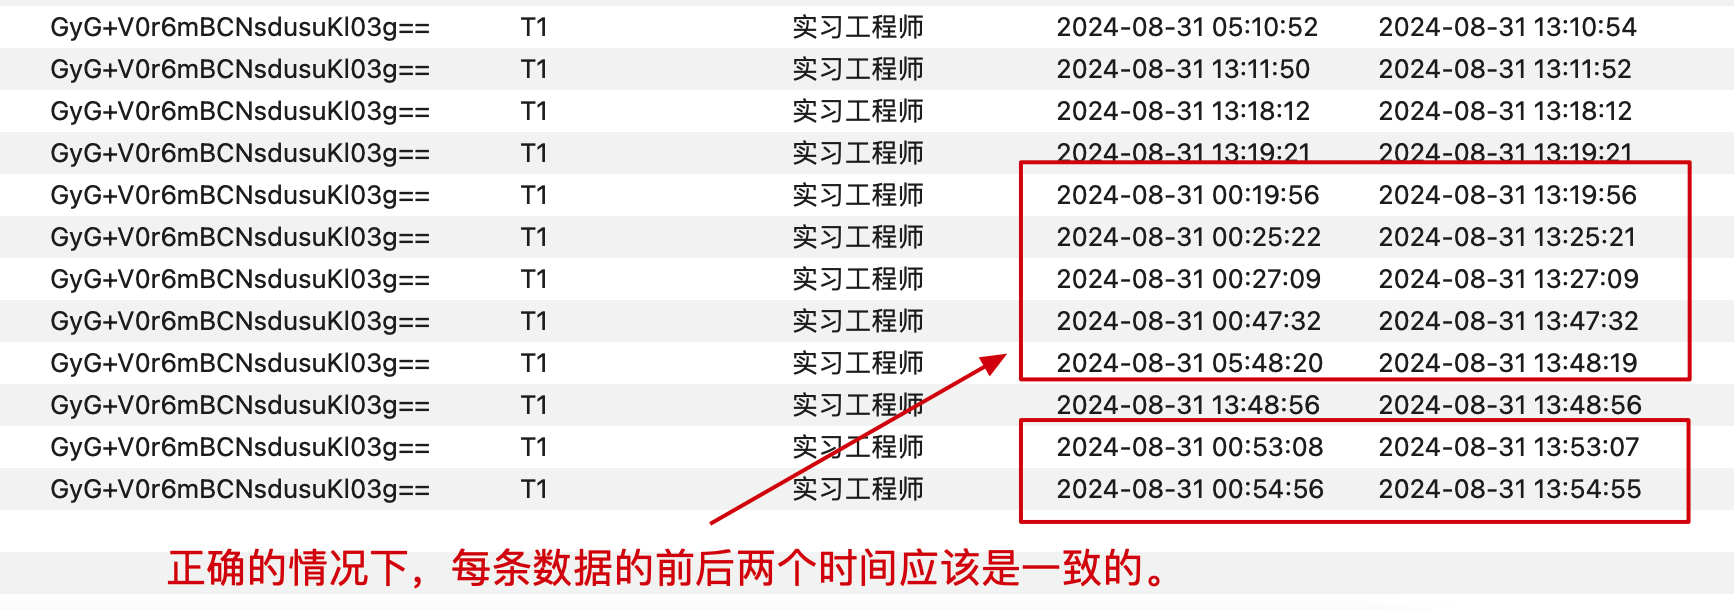 GyG+V0r6mBCNsdusuKl03g== T1 实习工程师 2024-08-31 05:10:52 2024-08-31 13:10:54
GyG+V0r6mBCNsdusuKl03g== T1 实习工程师 2024-08-31 13:11:50 2024-08-31 13:11:52
GyG+V0r6mBCNsdusuKl03g== T1 实习工程师 2024-08-31 13:18:12 2024-08-31 13:18:12
GyG+V0r6mBCNsdusuKl03g== T1 实习工程师 2024-08-31 13:19:21 2024-08-31 13:19:21
GyG+V0r6mBCNsdusuKl03g== T1 实习工程师 2024-08-31 00:19:56 2024-08-31 13:19:56
GyG+V0r6mBCNsdusuKl03g== T1 实习工程师 2024-08-31 00:25:22 2024-08-31 13:25:21
GyG+V0r6mBCNsdusuKl03g== T1 实习工程师 2024-08-31 00:27:09 2024-08-31 13:27:09
GyG+V0r6mBCNsdusuKl03g== T1 实习工程师 2024-08-31 00:47:32 2024-08-31 13:47:32
GyG+V0r6mBCNsdusuKl03g== T1 实习工程师 2024-08-31 05:48:20 2024-08-31 13:48:19
GyG+V0r6mBCNsdusuKl03g== T1 实习工程师 2024-08-31 13:48:56 2024-08-31 13:48:56
GyG+V0r6mBCNsdusuKl03g== T1 实习工程师 2024-08-31 00:53:08 2024-08-31 13:53:07
GyG+V0r6mBCNsdusuKl03g== T1 实习工程师 2024-08-31 00:54:56 2024-08-31 13:54:55
正确的情况下，每条数据的前后两个时间应该是一致的。